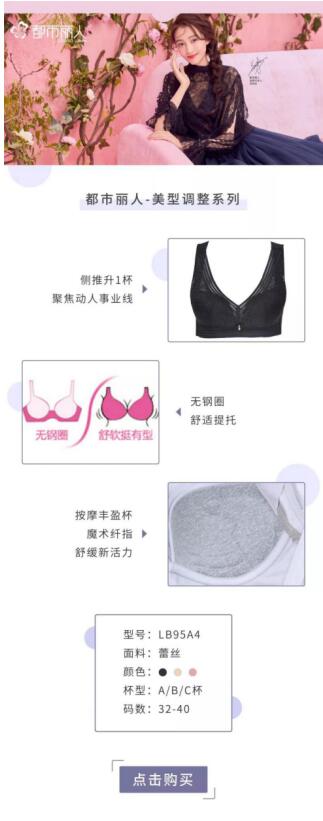 都市丽人
都市丽人-美型调整系列
侧推升1杯
聚焦动人事业线
无钢圈
舒软挺有型
无钢圈
舒适提托
按摩丰盈杯
魔术纤指
舒缓新活力
型号：LB95A4
面料：蕾丝
颜色：
杯型：A/B/C杯
码数：32-40
点击购买